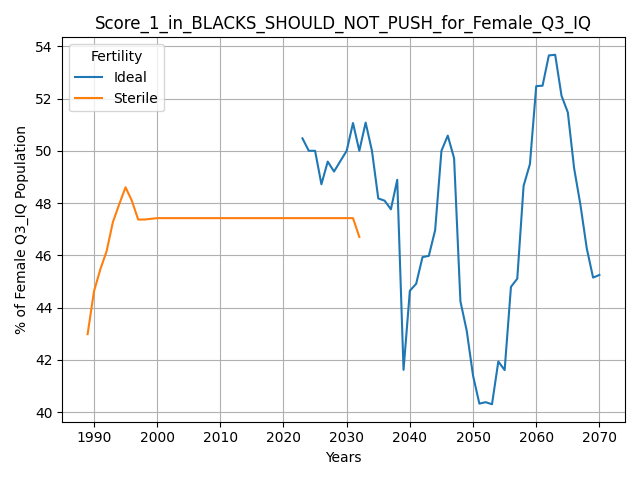 Score_1_in_BLACKS_SHOULD_NOT_PUSH_for_Female_Q3_IQ
Fertility
Ideal
Sterile
% of Female Q3_IQ Population
54
52
50
48
46
44
42
40
1990 2000 2010 2020 2030 2040 2050 2060 2070
Years